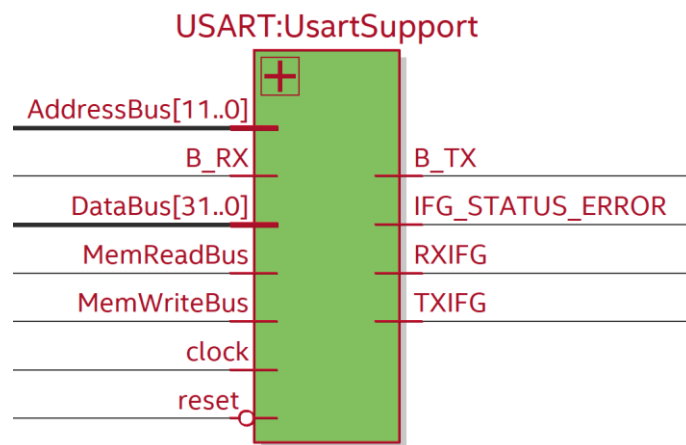 USART:UsartSupport
AddressBus[11..0]
B_RX
B_TX
DataBus[31..0]
IFG_STATUS_ERROR
MemReadBus
RXIFG
MemWriteBus
TXIFG
clock
reset